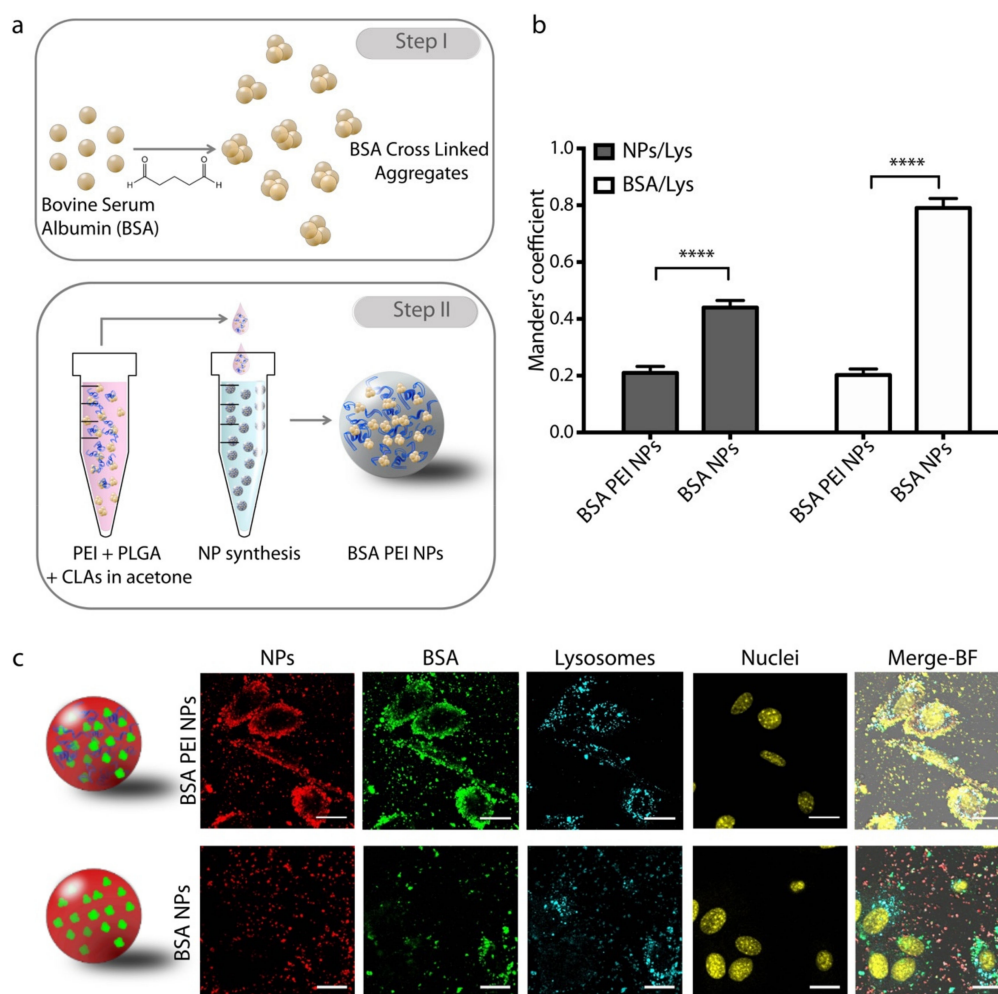 a
Step I
O
O
H
H
Bovine Serum
Albumin (BSA)
BSA Cross Linked
Aggregates
Step II
PEI + PLGA
+ CLAs in acetone
NP synthesis
BSA PEI NPs
b
NPs/Lys
BSA/Lys
Manders' coefficient
1.0
0.8
0.6
0.4
0.2
0.0
****
****
BSA PEI NPs
BSA NPs
BSA PEI NPs
BSA NPs
c
NPs
BSA
Lysosomes
Nuclei
Merge-BF
BSA PEI NPs
BSA NPs